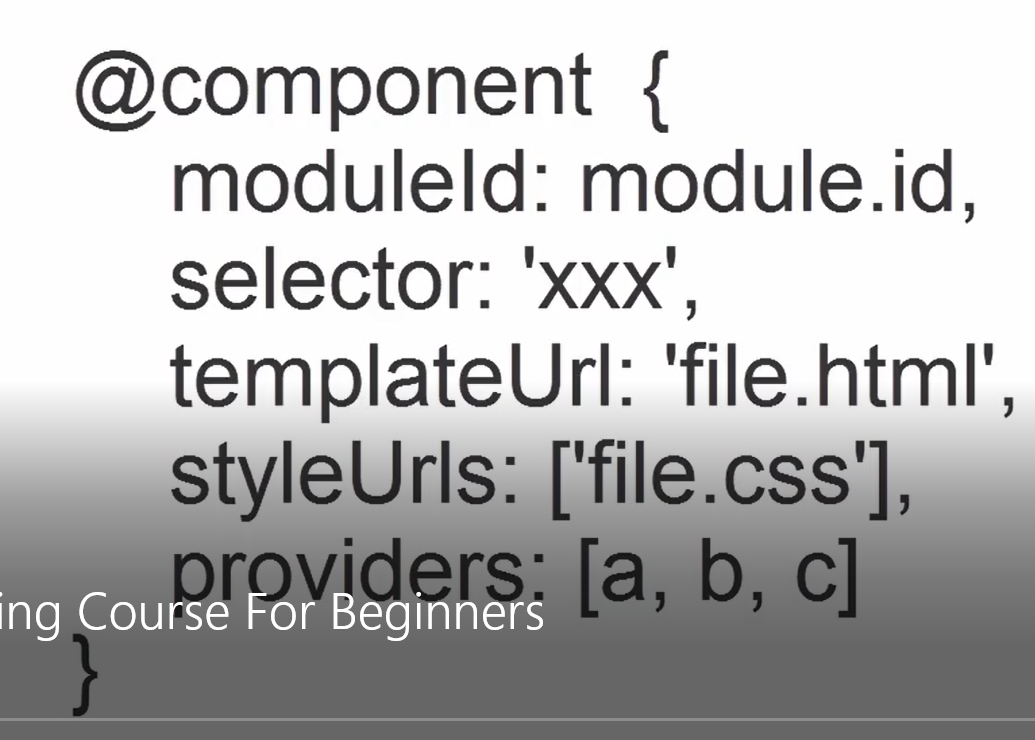 @component {
moduleId: module.id,
selector: 'xxx',
templateUrl: 'file.html',
styleUrls: ['file.css'],
providers: [a, b, c]
ing Course For Beginners
}